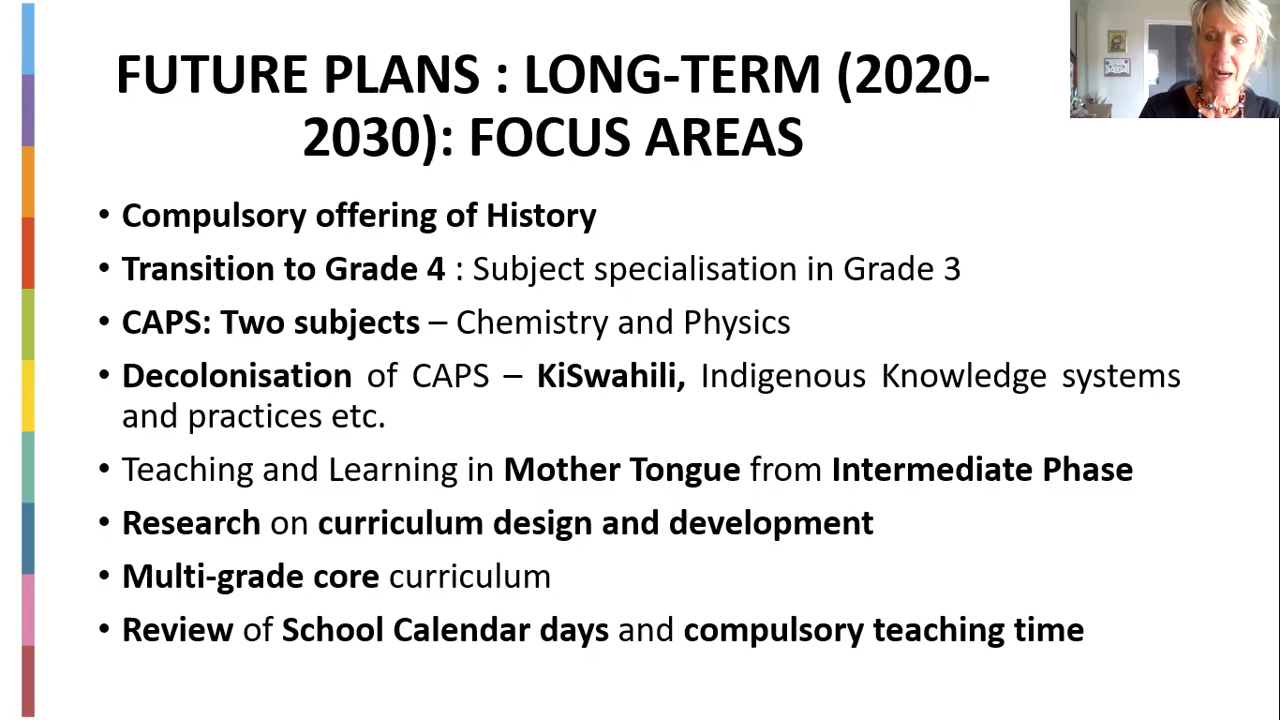 FUTURE PLANS : LONG-TERM (2020-
2030): FOCUS AREAS
• Compulsory offering of History
• Transition to Grade 4 : Subject specialisation in Grade 3
• CAPS: Two subjects – Chemistry and Physics
• Decolonisation of CAPS – KiSwahili, Indigenous Knowledge systems
and practices etc.
• Teaching and Learning in Mother Tongue from Intermediate Phase
• Research on curriculum design and development
• Multi-grade core curriculum
• Review of School Calendar days and compulsory teaching time